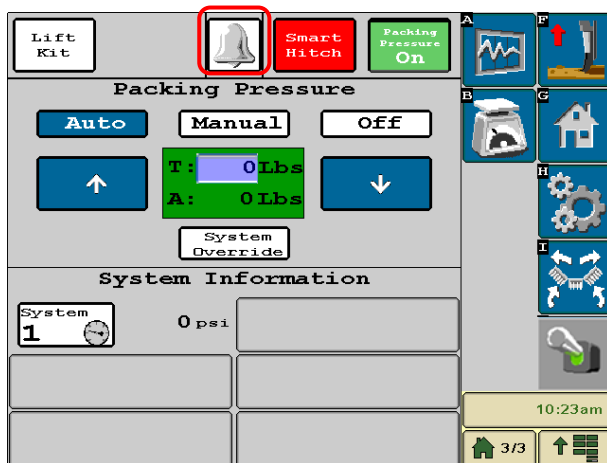 Lift
Kit
Smart
Hitch
Packing
Pressure
On
Packing Pressure
Auto
Manual
Off
T: 0 Lbs
A: 0 Lbs
System
Override
System Information
System
1
0 psi
A
F
B
G
H
I
10:23am
3/3